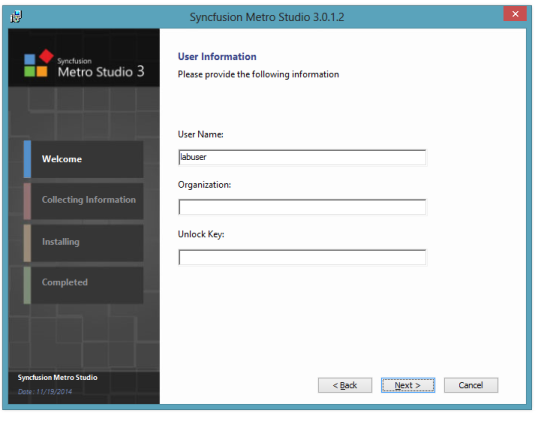 Syncfusion Metro Studio 3.0.1.2
Syncfusion
Metro Studio 3
Welcome
Collecting Information
Installing
Completed
Syncfusion Metro Studio
Date: 11/19/2014
User Information
Please provide the following information
User Name:
labuser
Organization:
Unlock Key:
< Back
Next >
Cancel